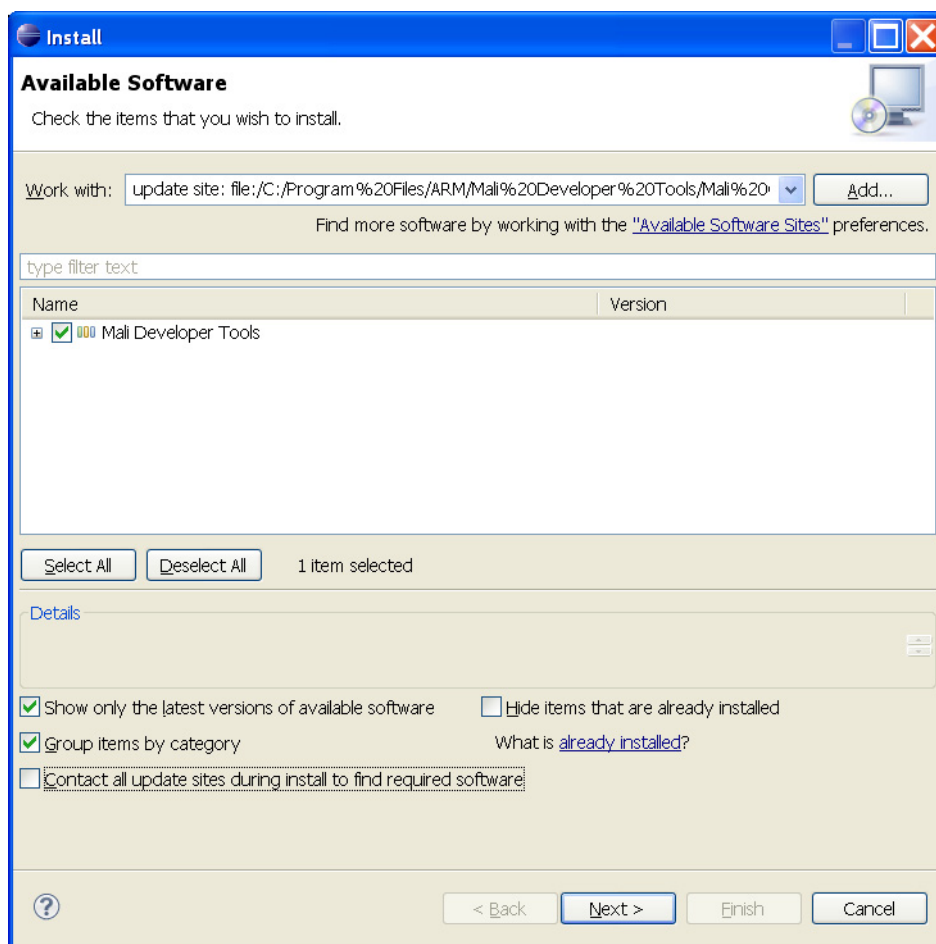 Install
Available Software
Check the items that you wish to install.
Work with: update site: file:/C:/Program%20Files/ARM/Mali%20Developer%20Tools/Mali%20 Add...
Find more software by working with the "Available Software Sites" preferences.
type filter text
Name Version
Mali Developer Tools
Select All Deselect All 1 item selected
Details
Show only the latest versions of available software Hide items that are already installed
Group items by category What is already installed?
Contact all update sites during install to find required software
? < Back Next > Finish Cancel